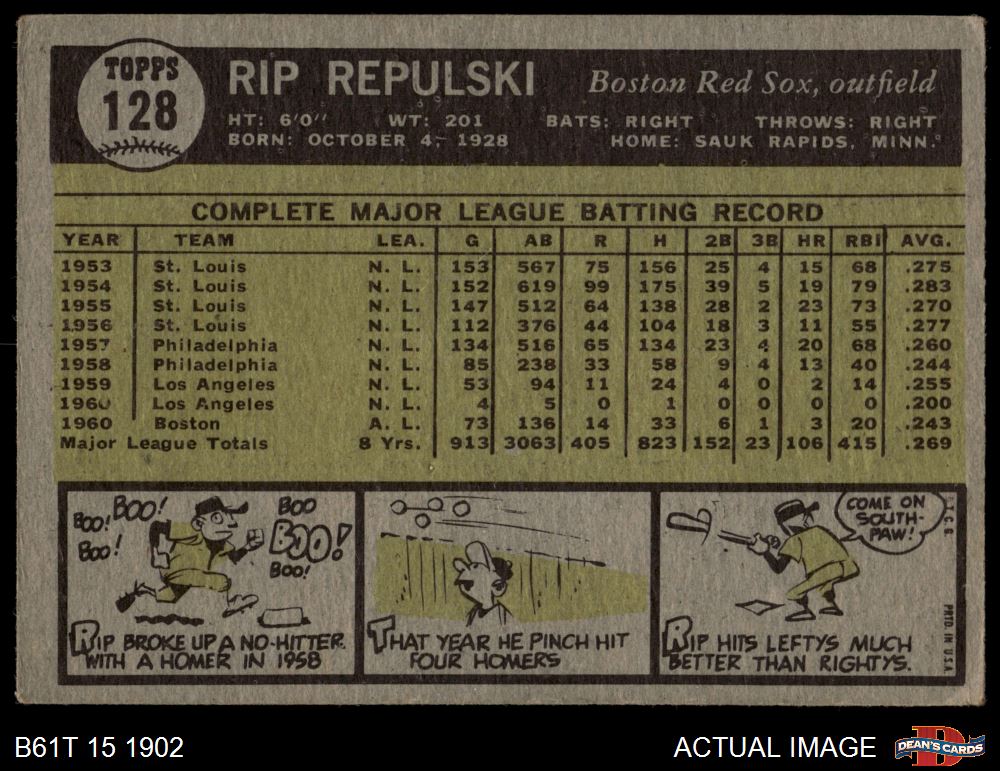 TOPPS
128
RIP REPULSKI
Boston Red Sox, outfield
HT: 6'0" WT: 201 BATS: RIGHT THROWS: RIGHT
BORN: OCTOBER 4, 1928 HOME: SAUK RAPIDS, MINN.
COMPLETE MAJOR LEAGUE BATTING RECORD
YEAR TEAM LEA. G AB R H 2B 3B HR RBI AVG.
1953 St. Louis N. L. 153 567 75 156 25 4 15 68 .275
1954 St. Louis N. L. 152 619 99 175 39 5 19 79 .283
1955 St. Louis N. L. 147 512 64 138 28 2 23 73 .270
1956 St. Louis N. L. 112 376 44 104 18 3 11 55 .277
1957 Philadelphia N. L. 134 516 65 134 23 4 20 68 .260
1958 Philadelphia N. L. 85 238 33 58 9 4 13 40 .244
1959 Los Angeles N. L. 53 94 11 24 4 0 2 14 .255
1960 Los Angeles N. L. 4 5 0 1 0 0 0 0 .200
1960 Boston A. L. 73 136 14 33 6 1 3 20 .243
Major League Totals 8 Yrs. 913 3063 405 823 152 23 106 415 .269
BOO! BOO! BOO!
BOO BOO! BOO!
RIP BROKE UP A NO-HITTER
WITH A HOMER IN 1958
THAT YEAR HE PINCH HIT
FOUR HOMERS
COME ON
SOUTH-
PAW!
RIP HITS LEFTYS MUCH
BETTER THAN RIGHTYS.
T.C.G.
PRTD. IN U.S.A.
B61T 15 1902
ACTUAL IMAGE
DEAN'S CARDS